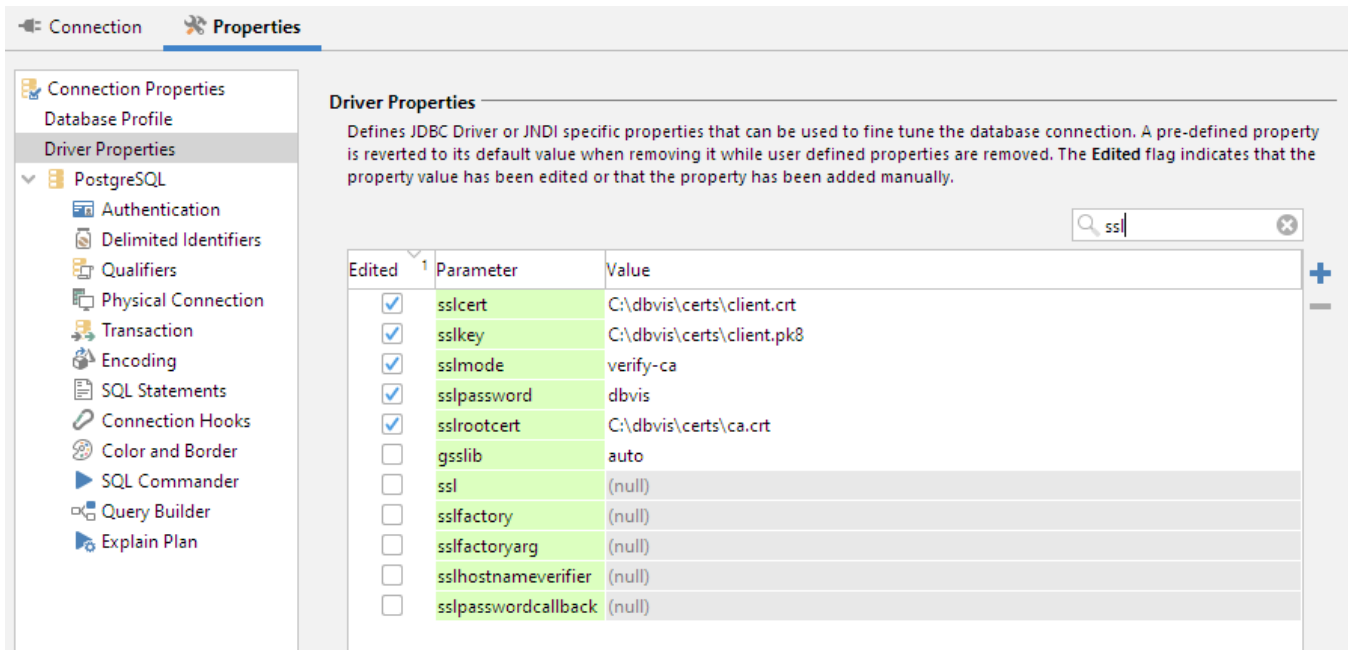 Connection Properties
Connection Properties
Database Profile
Driver Properties
PostgreSQL
Authentication
Delimited Identifiers
Qualifiers
Physical Connection
Transaction
Encoding
SQL Statements
Connection Hooks
Color and Border
SQL Commander
Query Builder
Explain Plan
Driver Properties
Defines JDBC Driver or JNDI specific properties that can be used to fine tune the database connection. A pre-defined property
is reverted to its default value when removing it while user defined properties are removed. The Edited flag indicates that the
property value has been edited or that the property has been added manually.
ssl
Edited 1 Parameter Value
sslcert C:\dbvis\certs\client.crt
sslkey C:\dbvis\certs\client.pk8
sslmode verify-ca
sslpassword dbvis
sslrootcert C:\dbvis\certs\ca.crt
gsslib auto
ssl (null)
sslfactory (null)
sslfactoryarg (null)
sslhostnameverifier (null)
sslpasswordcallback (null)